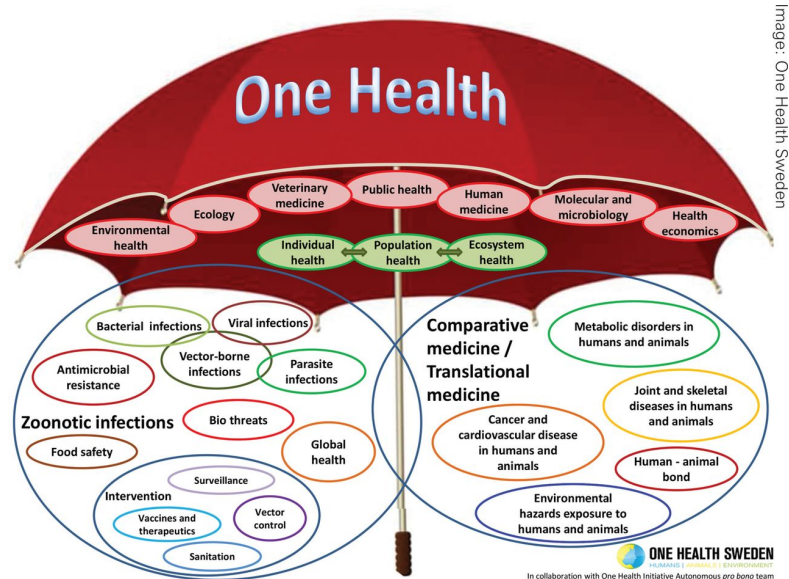 Image: One Health Sweden
One Health
Public health
Veterinary
medicine
Human
medicine
Ecology
Molecular and
microbiology
Environmental
health
Health
economics
Individual
health
Population
health
Ecosystem
health
Bacterial infections
Viral infections
Vector-borne
infections
Antimicrobial
resistance
Parasite
infections
Zoonotic infections
Bio threats
Food safety
Global
health
Intervention
Surveillance
Vaccines and
therapeutics
Vector
control
Sanitation
Comparative
medicine /
Translational
medicine
Metabolic disorders in
humans and animals
Joint and skeletal
diseases in humans
and animals
Cancer and
cardiovascular disease
in humans and
animals
Human - animal
bond
Environmental
hazards exposure to
humans and animals
ONE HEALTH SWEDEN
HUMANS | ANIMALS | ENVIRONMENT
In collaboration with One Health Initiative Autonomous pro bono team